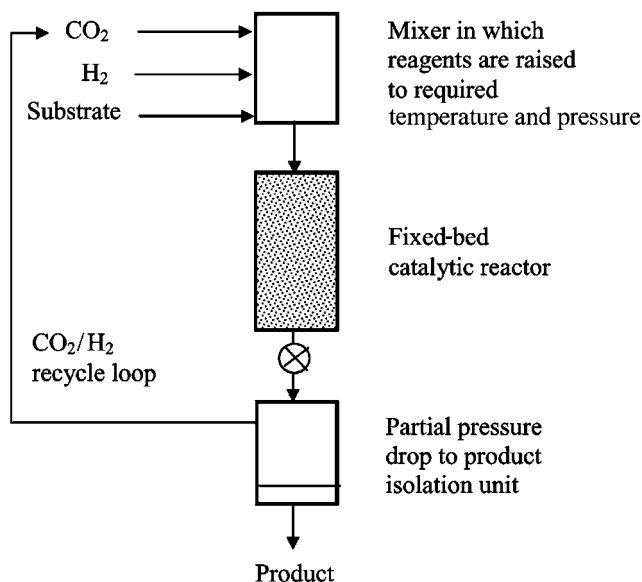 CO₂
H₂
Substrate
Mixer in which
reagents are raised
to required
temperature and pressure
Fixed-bed
catalytic reactor
CO₂/H₂
recycle loop
Partial pressure
drop to product
isolation unit
Product